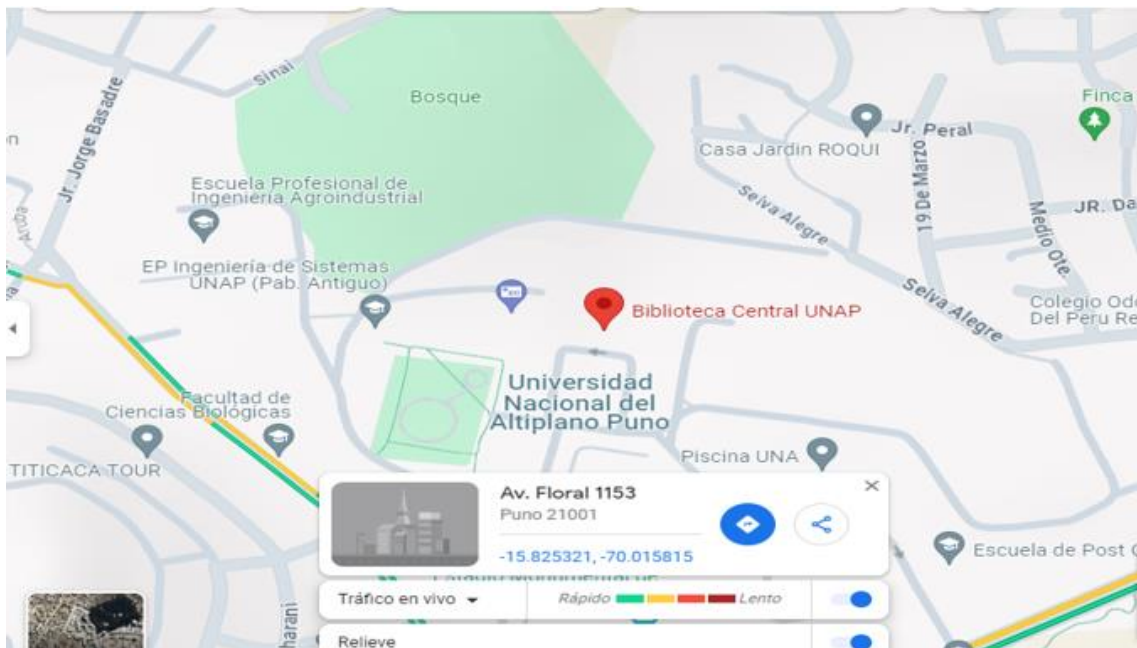 Sinai
Bosque
Finca
Jr. Jorge Basadre
Jr. Peral
Casa Jardin ROQUI
19 De Marzo
Escuela Profesional de
Ingeniería Agroindustrial
Selva Alegre
JR. Da
Medio Ote.
Aruba
EP Ingeniería de Sistemas
UNAP (Pab. Antiguo)
Biblioteca Central UNAP
Selva Alegre
Colegio Odo
Del Peru Re
Universidad
Nacional del
Altiplano Puno
Facultad de
Ciencias Biológicas
TITICACA TOUR
Piscina UNA
Av. Floral 1153
Puno 21001
-15.825321, -70.015815
Escuela de Post G
Tráfico en vivo
Rápido
Lento
harani
Relieve